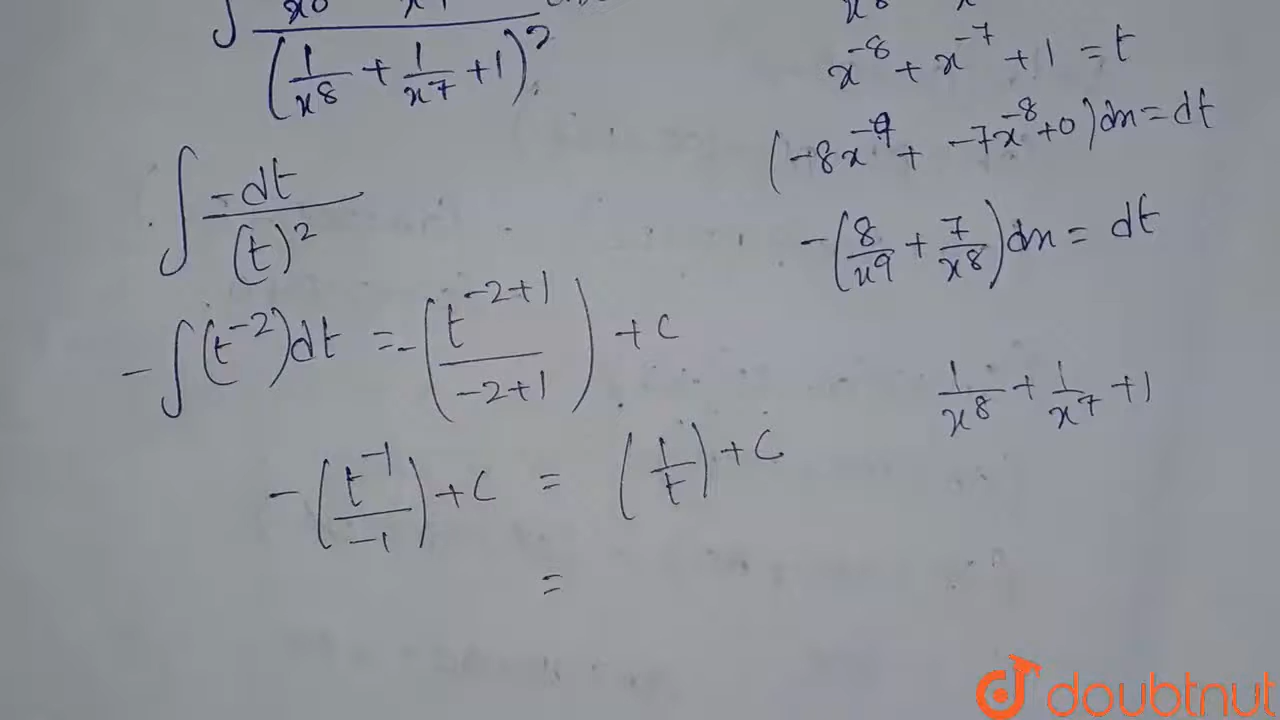 (1/x⁸ + 1/x⁷ + 1)²
x⁻⁸ + x⁻⁷ + 1 = t
(-8x⁻⁹ + -7x⁻⁸ + 0) dx = dt
∫ -dt/(t)²
-(8/x⁹ + 7/x⁸) dx = dt
- ∫ (t⁻²) dt = -(t⁻²⁺¹/-2+1) + C
1/x⁸ + 1/x⁷ + 1
- (t⁻¹/-1) + C = (1/t) + C
=
doubtnut